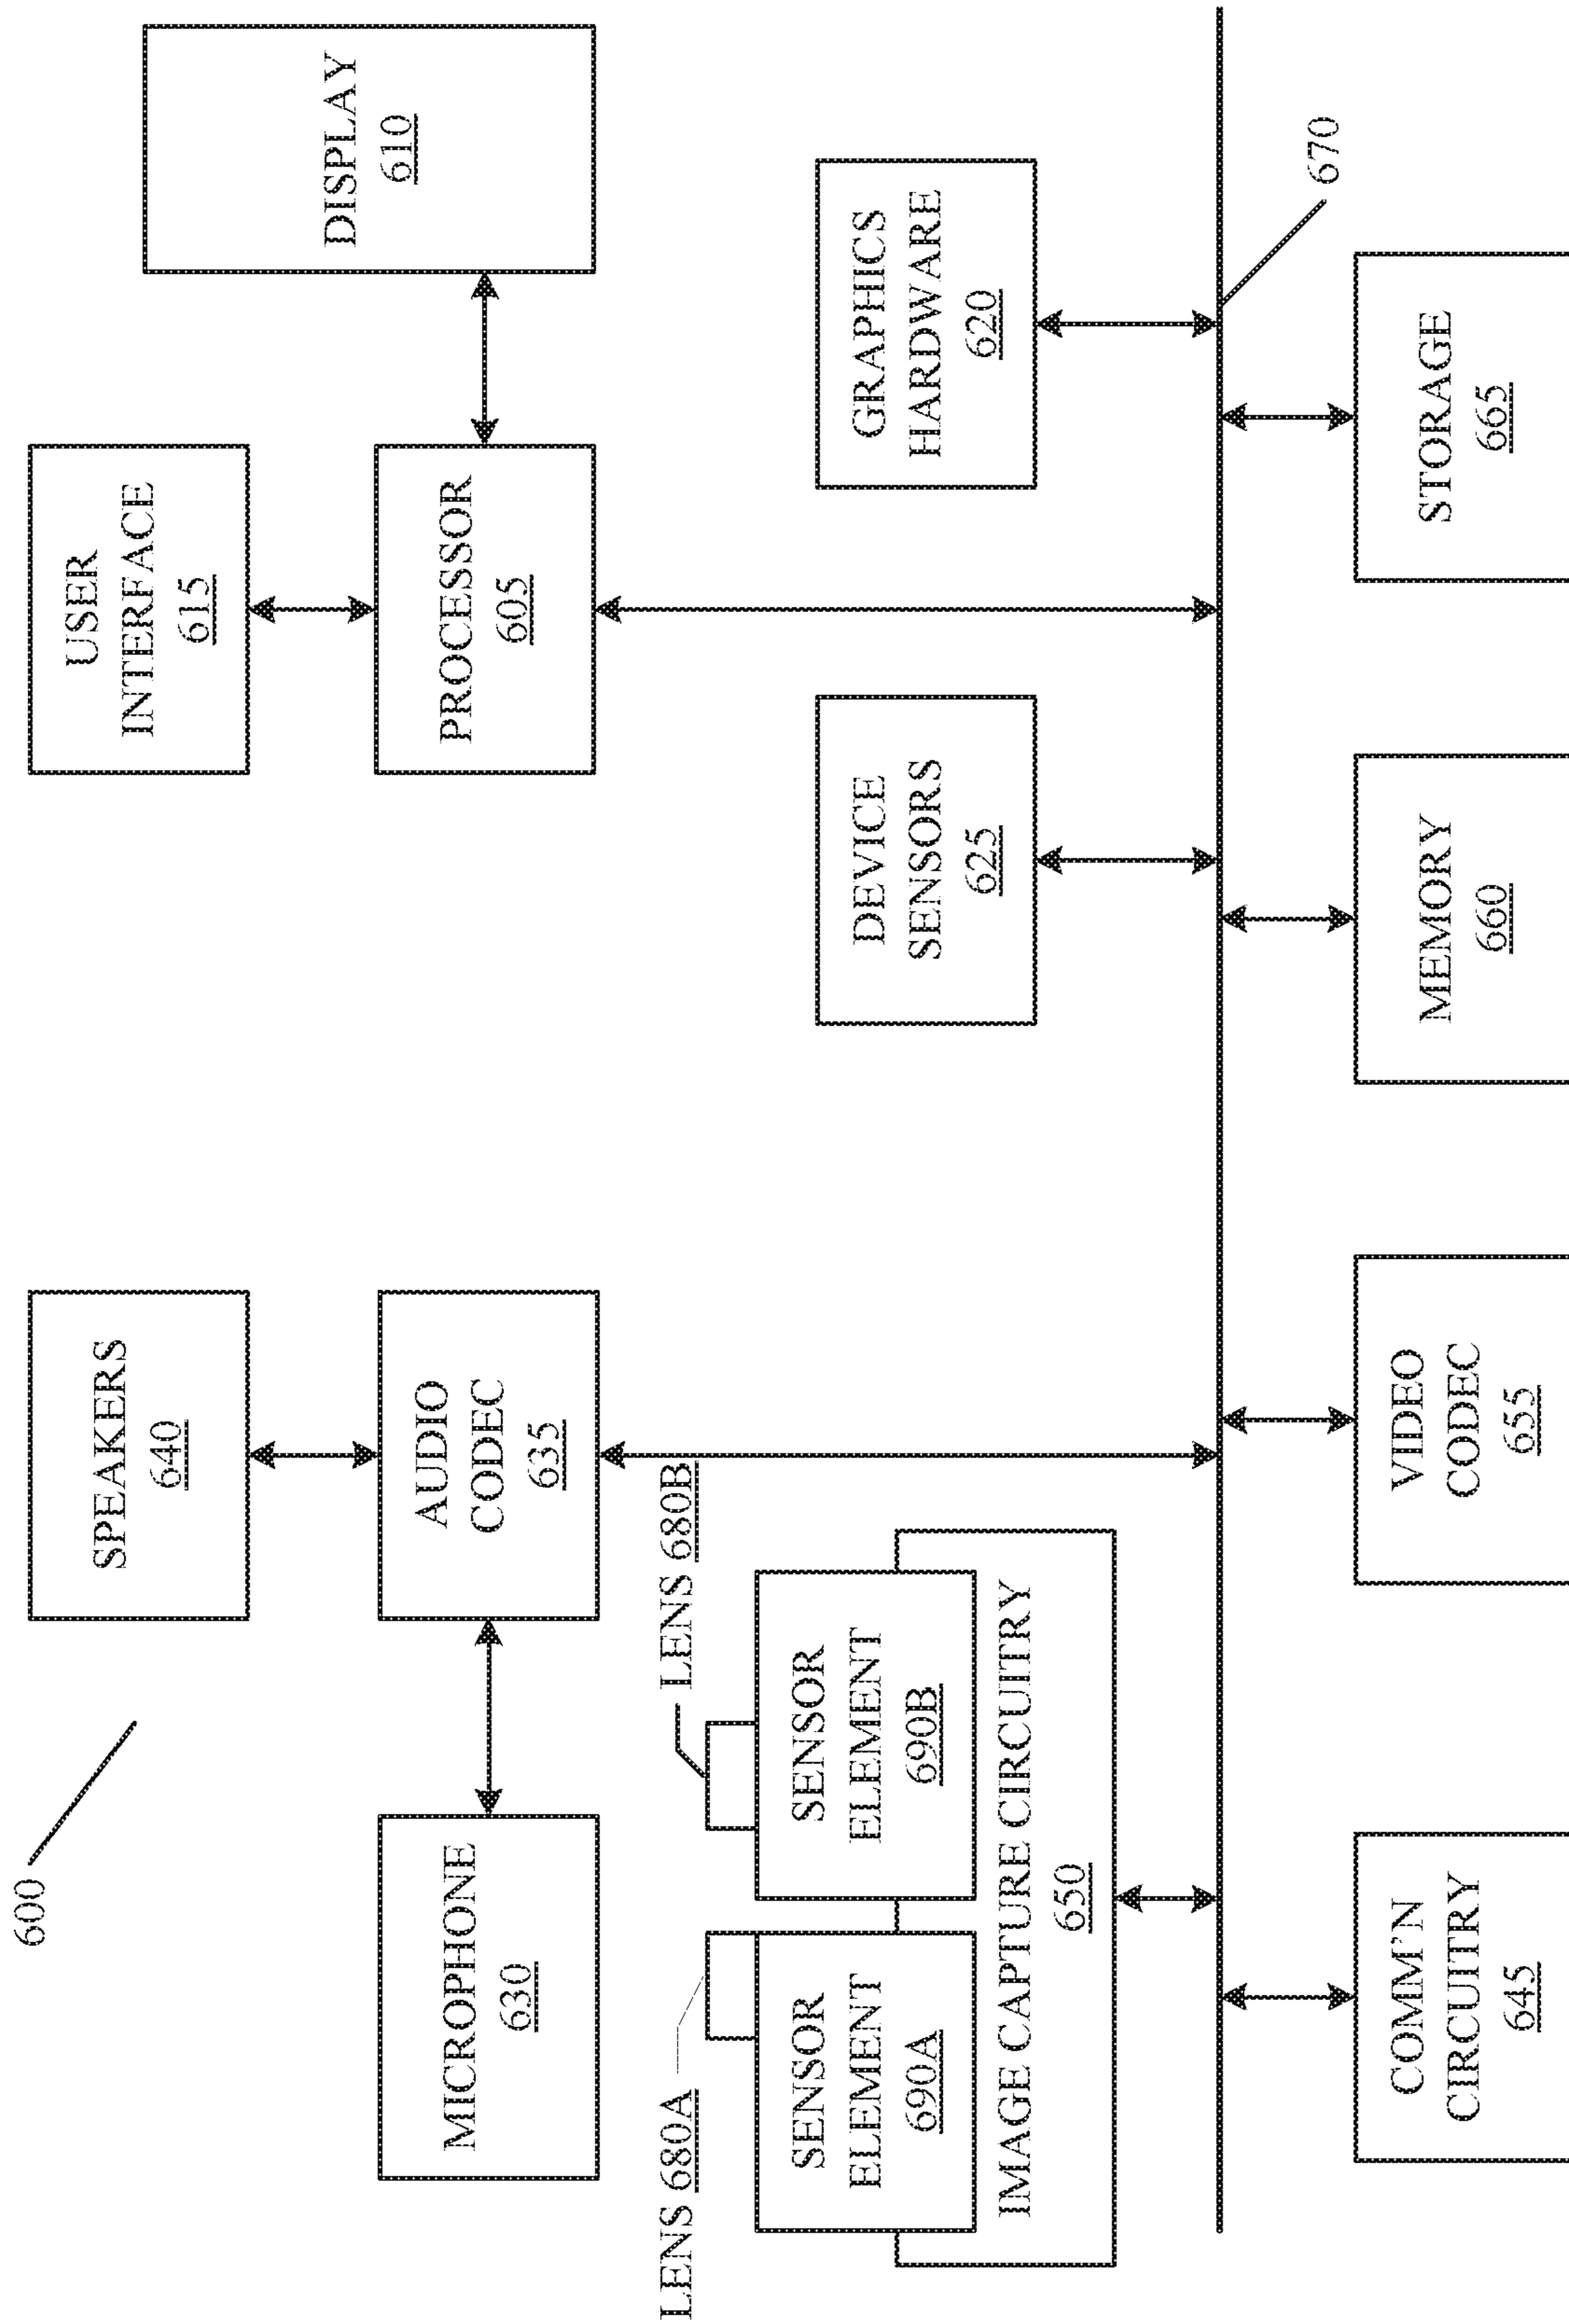 600
SPEAKERS
640
USER
INTERFACE
615
MICROPHONE
630
AUDIO
CODEC
635
PROCESSOR
605
DISPLAY
610
LENS 680A
LENS 680B
SENSOR
ELEMENT
690A
SENSOR
ELEMENT
690B
IMAGE CAPTURE CIRCUITRY
650
DEVICE
SENSORS
625
GRAPHICS
HARDWARE
620
670
COMM'N
CIRCUITRY
645
VIDEO
CODEC
655
MEMORY
660
STORAGE
665